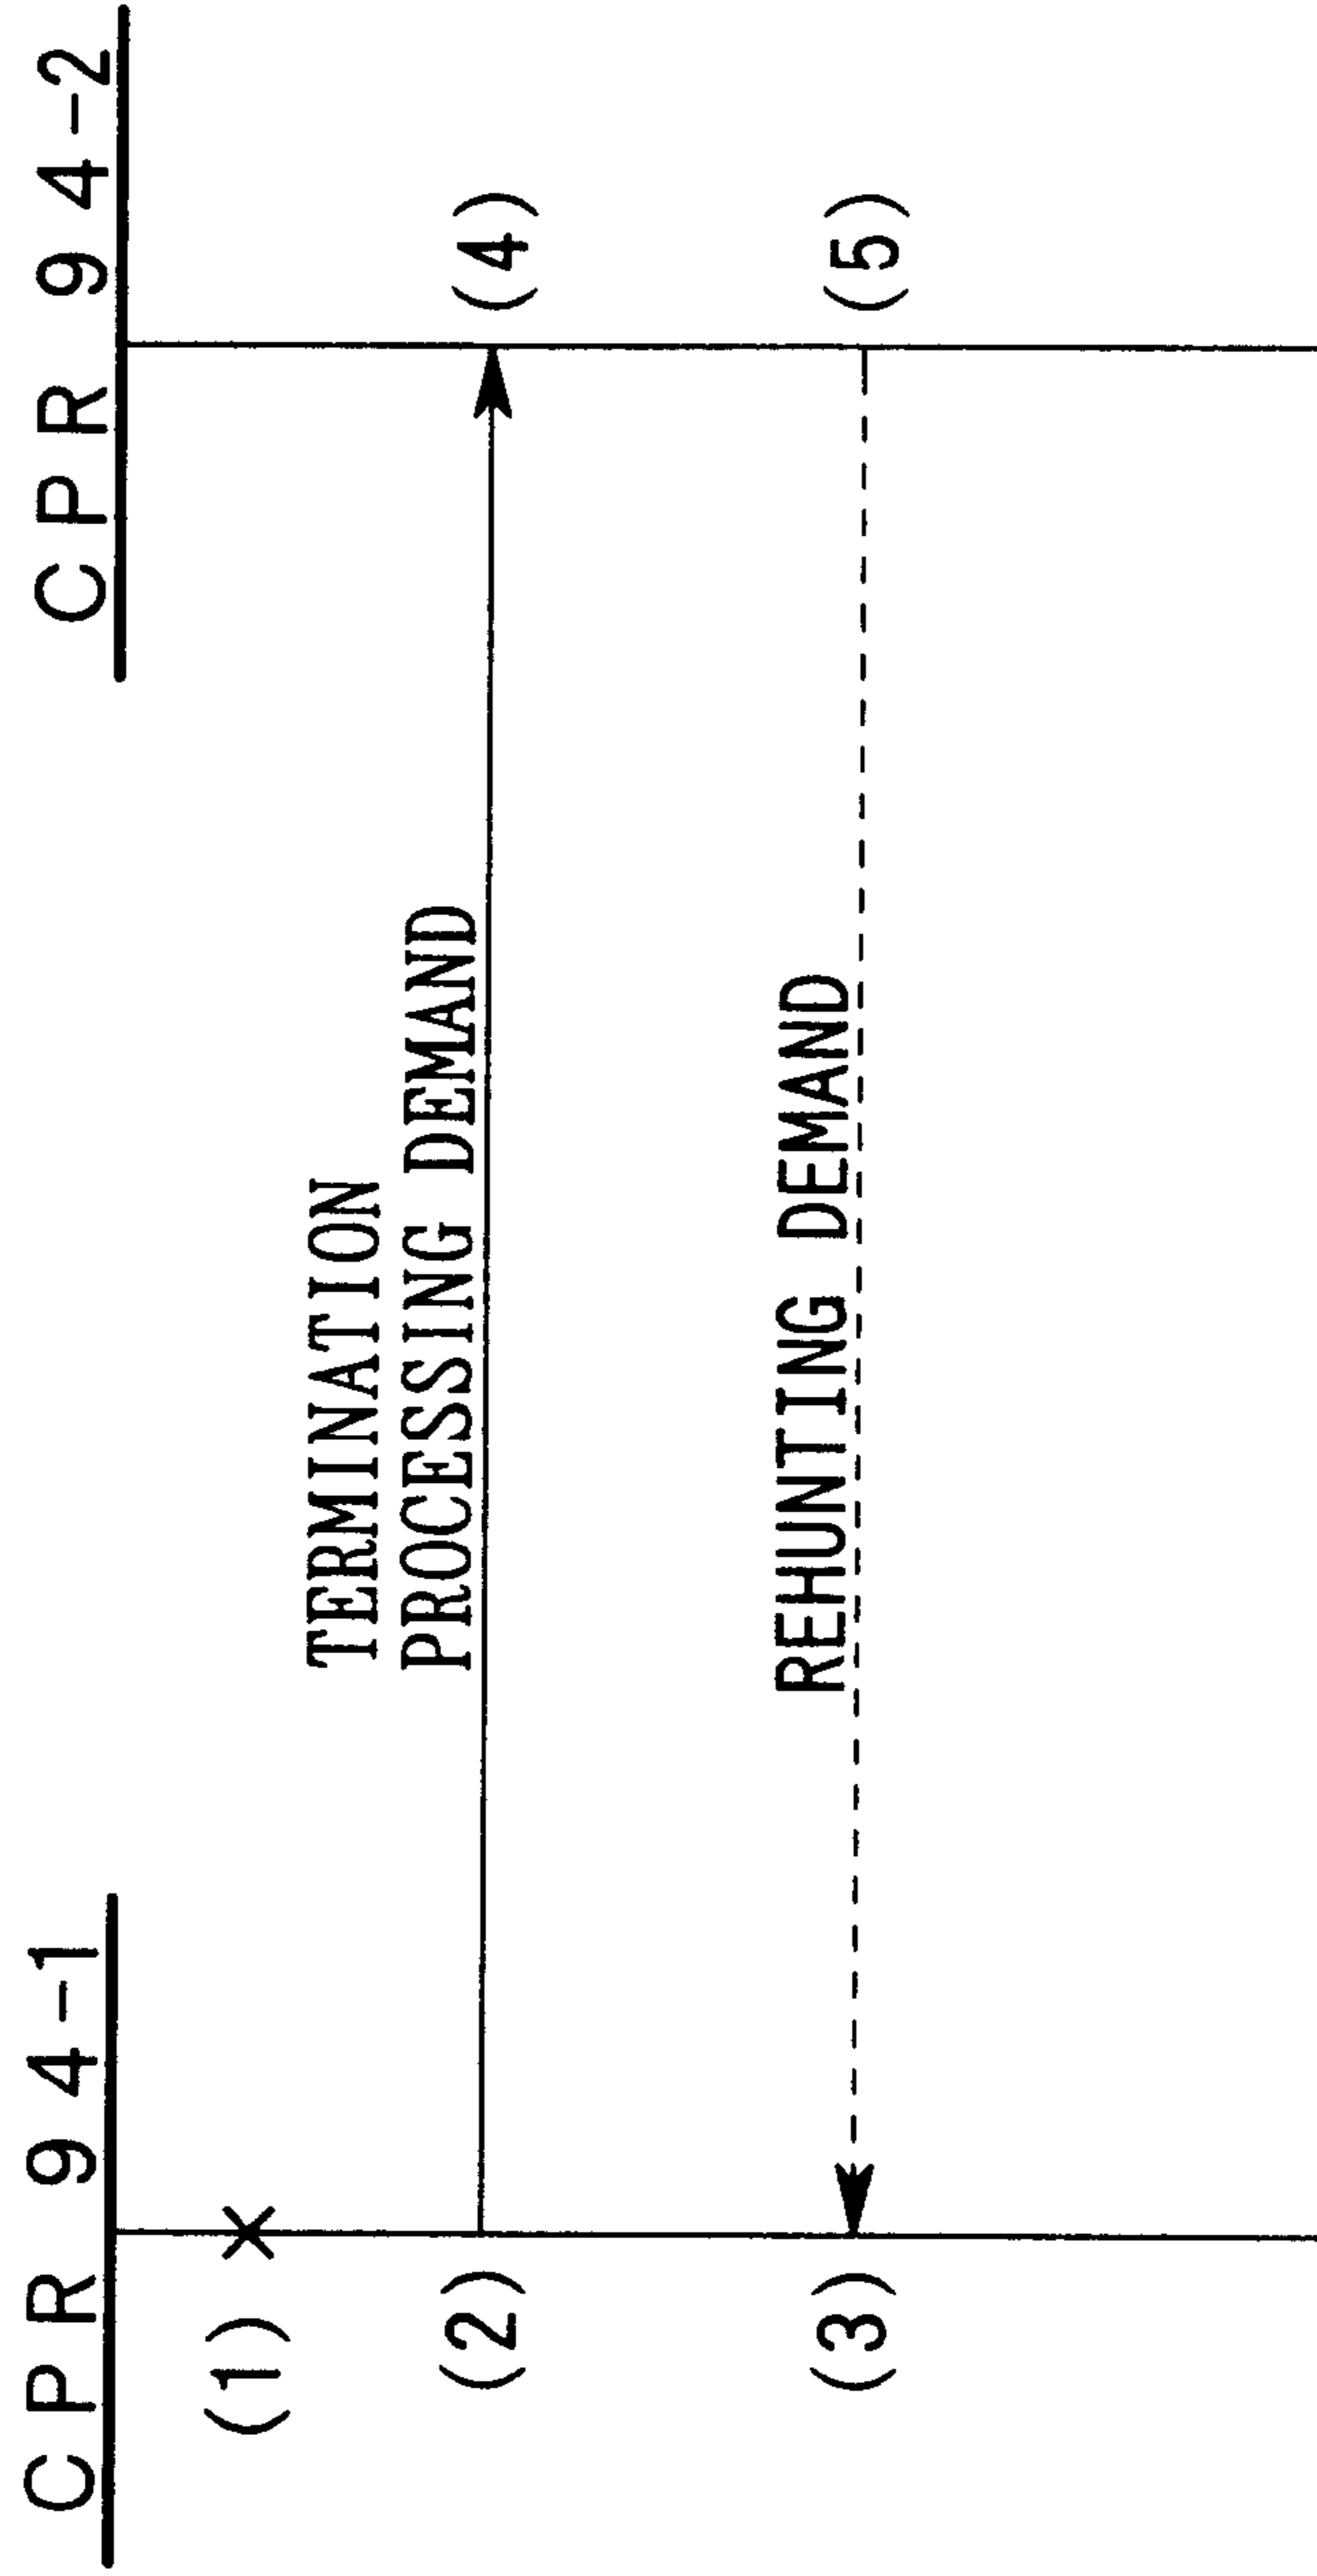 CPR 94-1
CPR 94-2
(1)
TERMINATION
PROCESSING DEMAND
(2)
(4)
REHUNTING DEMAND
(3)
(5)